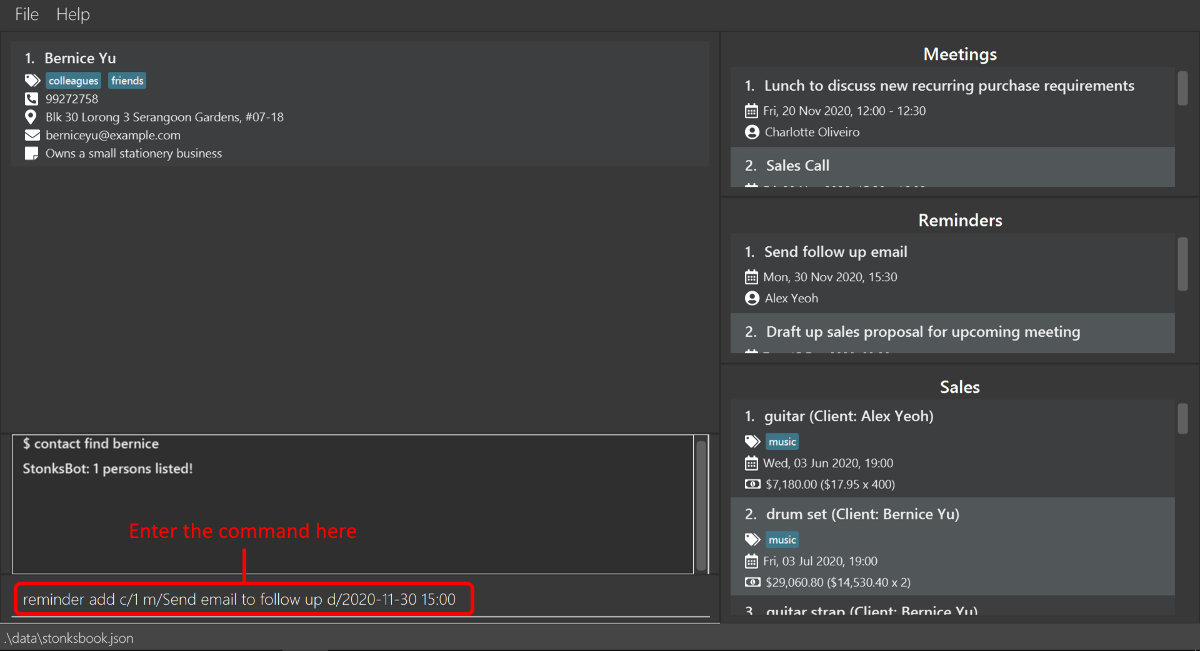 File Help
1. Bernice Yu
colleagues friends
99272758
Blk 30 Lorong 3 Serangoon Gardens, #07-18
berniceyu@example.com
Owns a small stationery business
$ contact find bernice
StonksBot: 1 persons listed!
Enter the command here
reminder add c/1 m/Send email to follow up d/2020-11-30 15:00
.\data\stonksbook.json
Meetings
1. Lunch to discuss new recurring purchase requirements
Fri, 20 Nov 2020, 12:00 - 12:30
Charlotte Oliveiro
2. Sales Call
Reminders
1. Send follow up email
Mon, 30 Nov 2020, 15:30
Alex Yeoh
2. Draft up sales proposal for upcoming meeting
Sales
1. guitar (Client: Alex Yeoh)
music
Wed, 03 Jun 2020, 19:00
$7,180.00 ($17.95 x 400)
2. drum set (Client: Bernice Yu)
music
Fri, 03 Jul 2020, 19:00
$29,060.80 ($14,530.40 x 2)
3. guitar strap (Client: Bernice Yu)